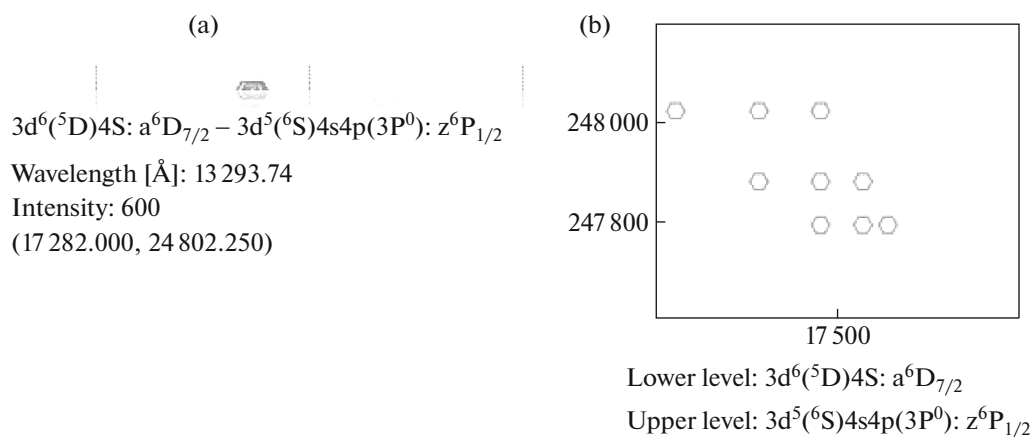 (a)
3d⁶(⁵D)4S: a⁶D₇/₂ – 3d⁵(⁶S)4s4p(3P⁰): z⁶P₁/₂
Wavelength [Å]: 13 293.74
Intensity: 600
(17 282.000, 24 802.250)
(b)
248 000
247 800
17 500
Lower level: 3d⁶(⁵D)4S: a⁶D₇/₂
Upper level: 3d⁵(⁶S)4s4p(3P⁰): z⁶P₁/₂